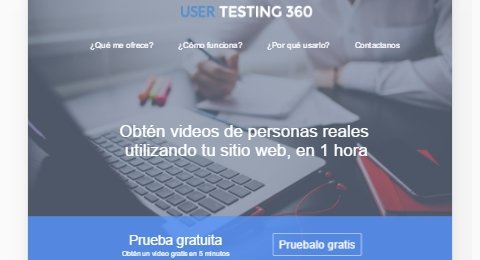 USER TESTING 360
¿Qué me ofrece? ¿Cómo funciona? ¿Por qué usarlo? Contactanos
Obtén videos de personas reales
utilizando tu sitio web, en 1 hora
Prueba gratuita
Obtén un video gratis en 5 minutos
Pruebalo gratis